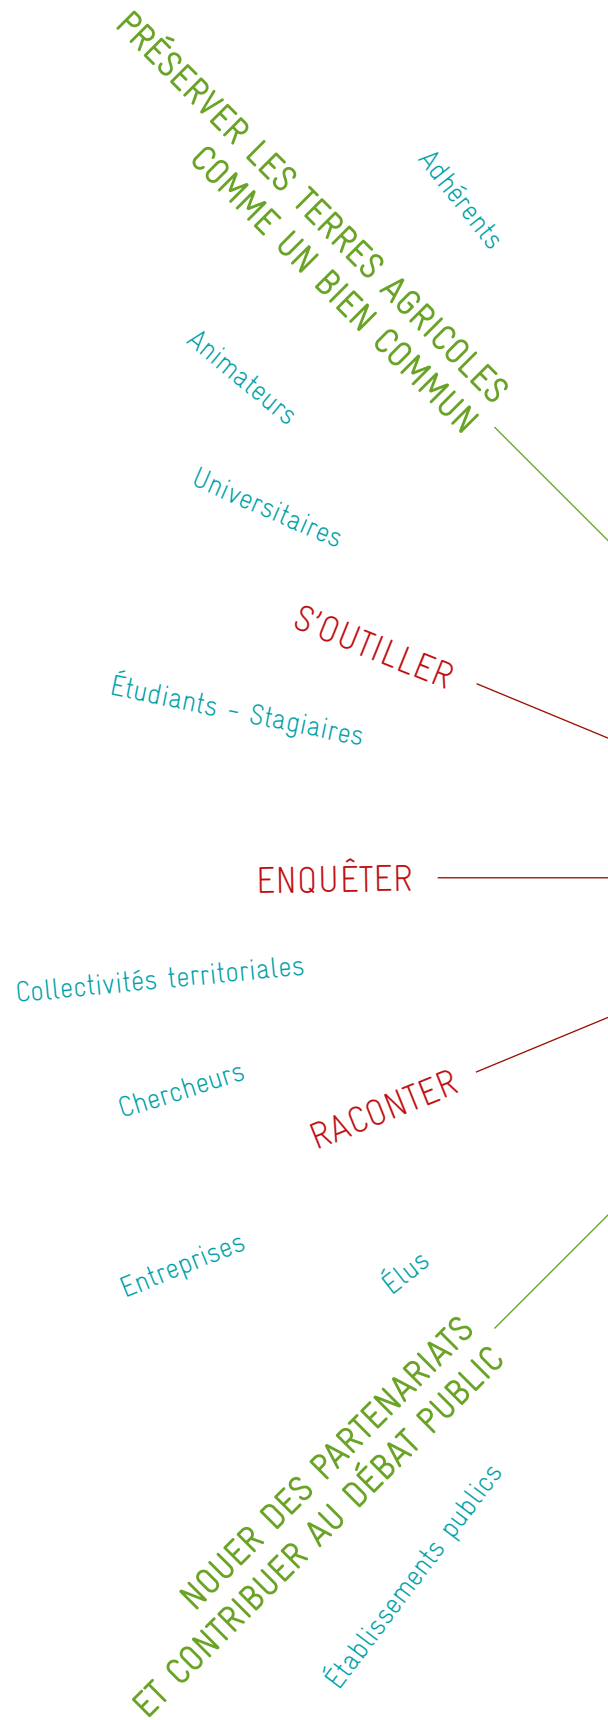 PRÉSERVER LES TERRES AGRICOLES
COMME UN BIEN COMMUN
Adhérents
Animateurs
Universitaires
S'OUTILLER
Étudiants - Stagiaires
ENQUÊTER
Collectivités territoriales
Chercheurs
RACONTER
Entreprises
Élus
NOUER DES PARTENARIATS
ET CONTRIBUER AU DÉBAT PUBLIC
Établissements publics